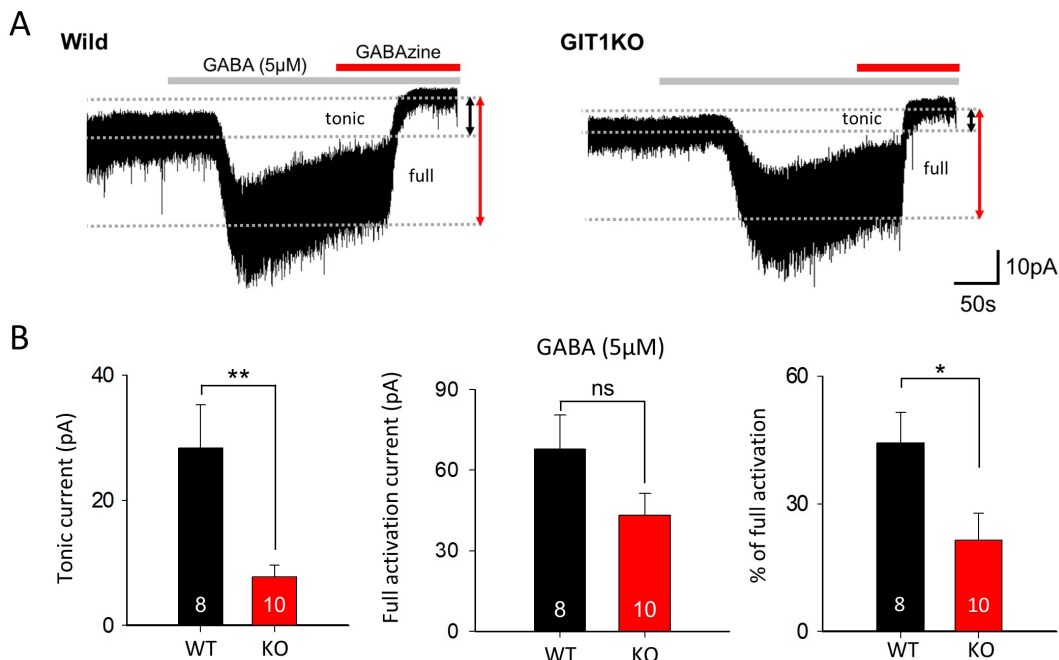 A
Wild
GIT1KO
GABAzine
GABA (5µM)
tonic
full
tonic
full
10pA
50s
B
GABA (5µM)
Tonic current (pA)
40
20
0
**
8
10
WT
KO
Full activation current (pA)
90
60
30
0
ns
8
10
WT
KO
% of full activation
60
30
0
*
8
10
WT
KO